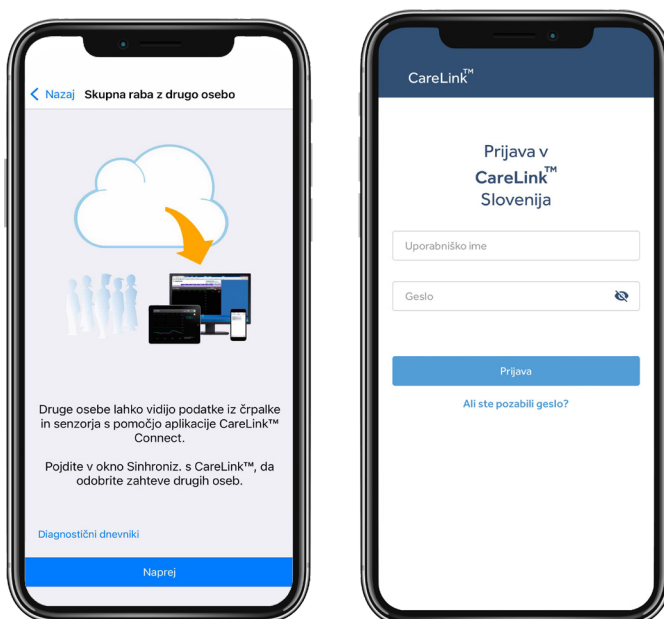 Nazaj Skupna raba z drugo osebo
Druge osebe lahko vidijo podatke iz črpalke
in senzorja s pomočjo aplikacije CareLink™
Connect.
Pojdite v okno Sinhroniz. s CareLink™, da
odobrite zahteve drugih oseb.
Diagnostični dnevniki
Naprej
CareLink™
Prijava v
CareLink™
Slovenija
Uporabniško ime
Geslo
Prijava
Ali ste pozabili geslo?